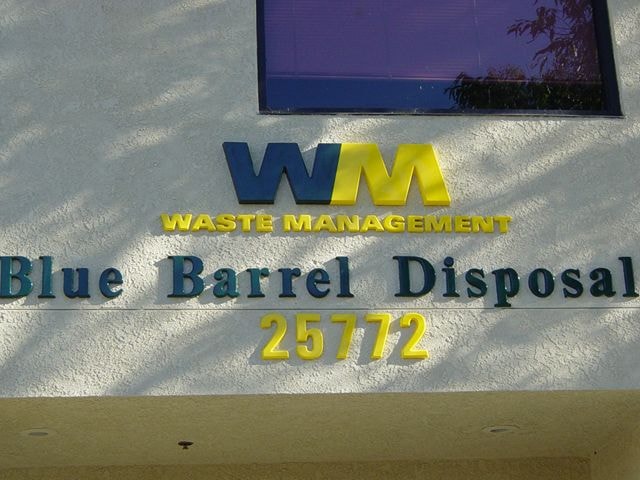 WM
WASTE MANAGEMENT
Blue Barrel Disposal
25772